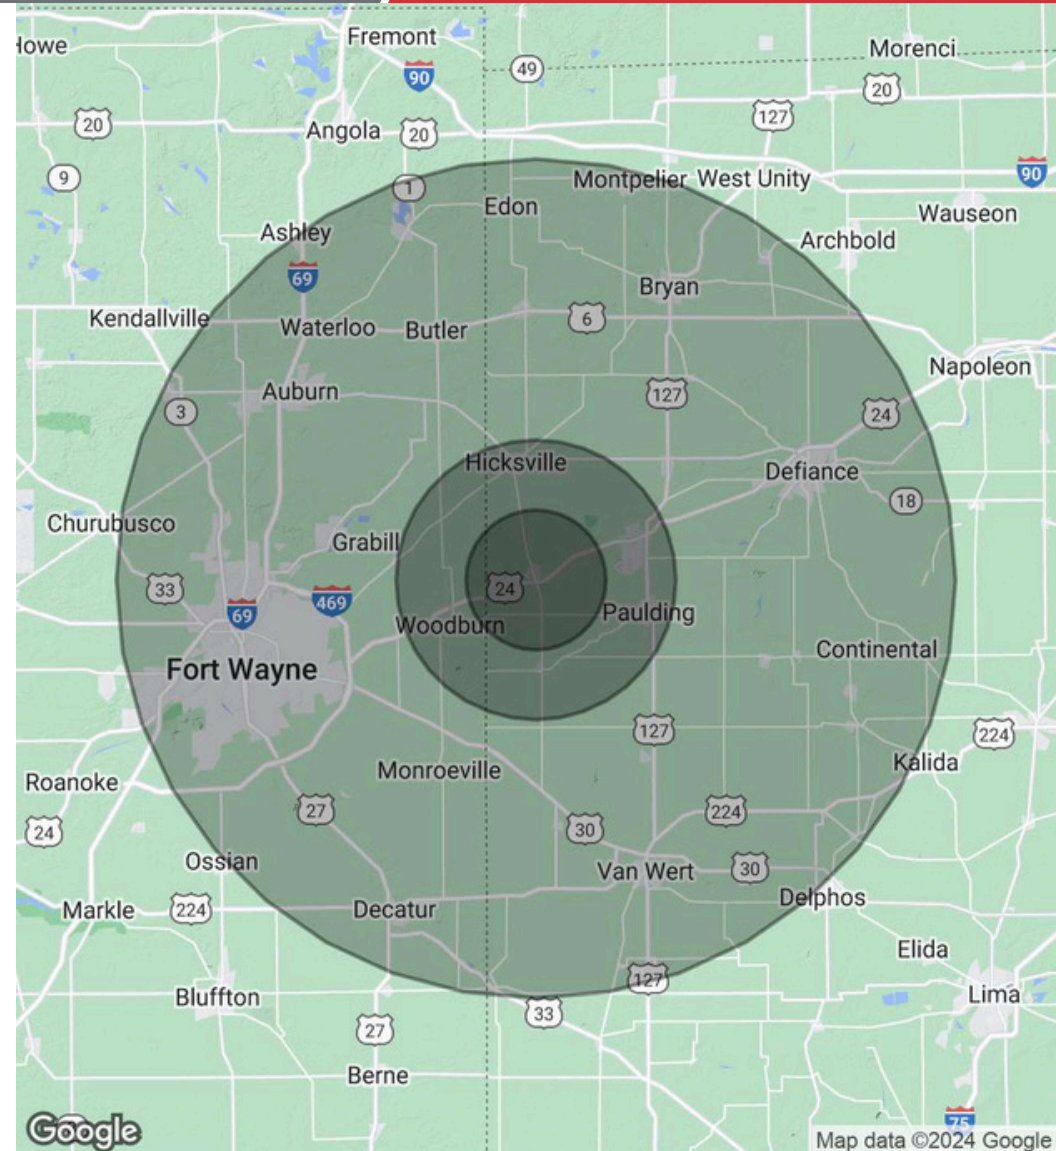 Howe
Fremont
Morenci
90
49
20
127
20
Angola
20
9
1
Montpelier
West Unity
90
Edon
Wauseon
Ashley
Archbold
69
Bryan
Kendallville
Waterloo
Butler
6
Napoleon
Auburn
127
3
24
Hicksville
Defiance
18
Churubusco
Grabill
33
24
469
69
Woodburn
Paulding
Continental
Fort Wayne
127
224
Kalida
Monroeville
Roanoke
27
224
24
30
Ossian
Van Wert
30
Delphos
Markle
224
Decatur
Elida
127
Bluffton
Lima
33
27
Berne
75
Google
Map data ©2024 Google